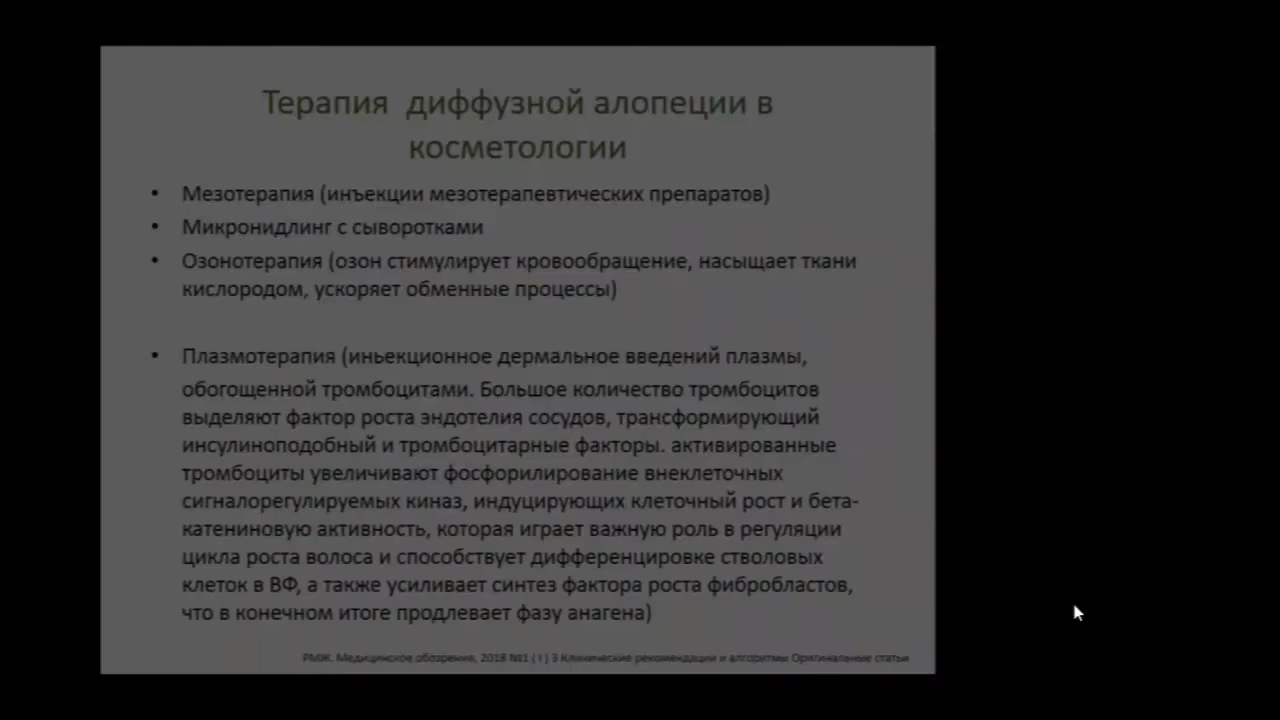 Терапия диффузной алопеции в
косметологии
• Мезотерапия (инъекции мезотерапевтических препаратов)
• Микронидлинг с сыворотками
• Озонотерапия (озон стимулирует кровообращение, насыщает ткани
кислородом, ускоряет обменные процессы)
• Плазмотерапия (иньекционное дермальное введений плазмы,
обогощенной тромбоцитами. Большое количество тромбоцитов
выделяют фактор роста эндотелия сосудов, трансформирующий
инсулиноподобный и тромбоцитарные факторы. активированные
тромбоциты увеличивают фосфорилирование внеклеточных
сигналорегулируемых киназ, индуцирующих клеточный рост и бета-
катениновую активность, которая играет важную роль в регуляции
цикла роста волоса и способствует дифференцировке стволовых
клеток в ВФ, а также усиливает синтез фактора роста фибробластов,
что в конечном итоге продлевает фазу анагена)
РМЖ. Медицинское обозрение, 2018 №1 ( I ) 3 Клинические рекомендации и алгоритмы Оригинальные статьи